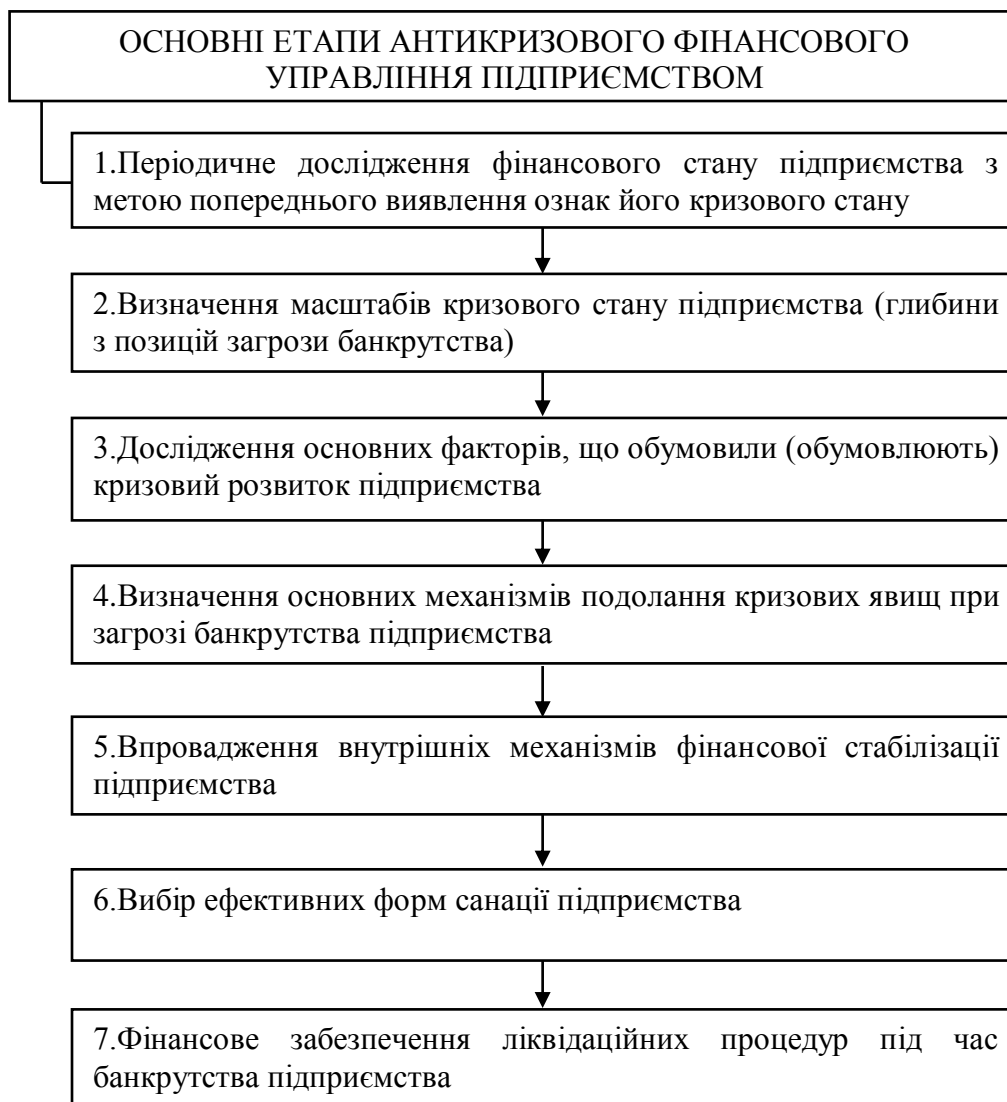 ОСНОВНІ ЕТАПИ АНТИКРИЗОВОГО ФІНАНСОВОГО
УПРАВЛІННЯ ПІДПРИЄМСТВОМ
1.Періодичне дослідження фінансового стану підприємства з
метою попереднього виявлення ознак його кризового стану
2.Визначення масштабів кризового стану підприємства (глибини
з позицій загрози банкрутства)
3.Дослідження основних факторів, що обумовили (обумовлюють)
кризовий розвиток підприємства
4.Визначення основних механізмів подолання кризових явищ при
загрозі банкрутства підприємства
5.Впровадження внутрішніх механізмів фінансової стабілізації
підприємства
6.Вибір ефективних форм санації підприємства
7.Фінансове забезпечення ліквідаційних процедур під час
банкрутства підприємства